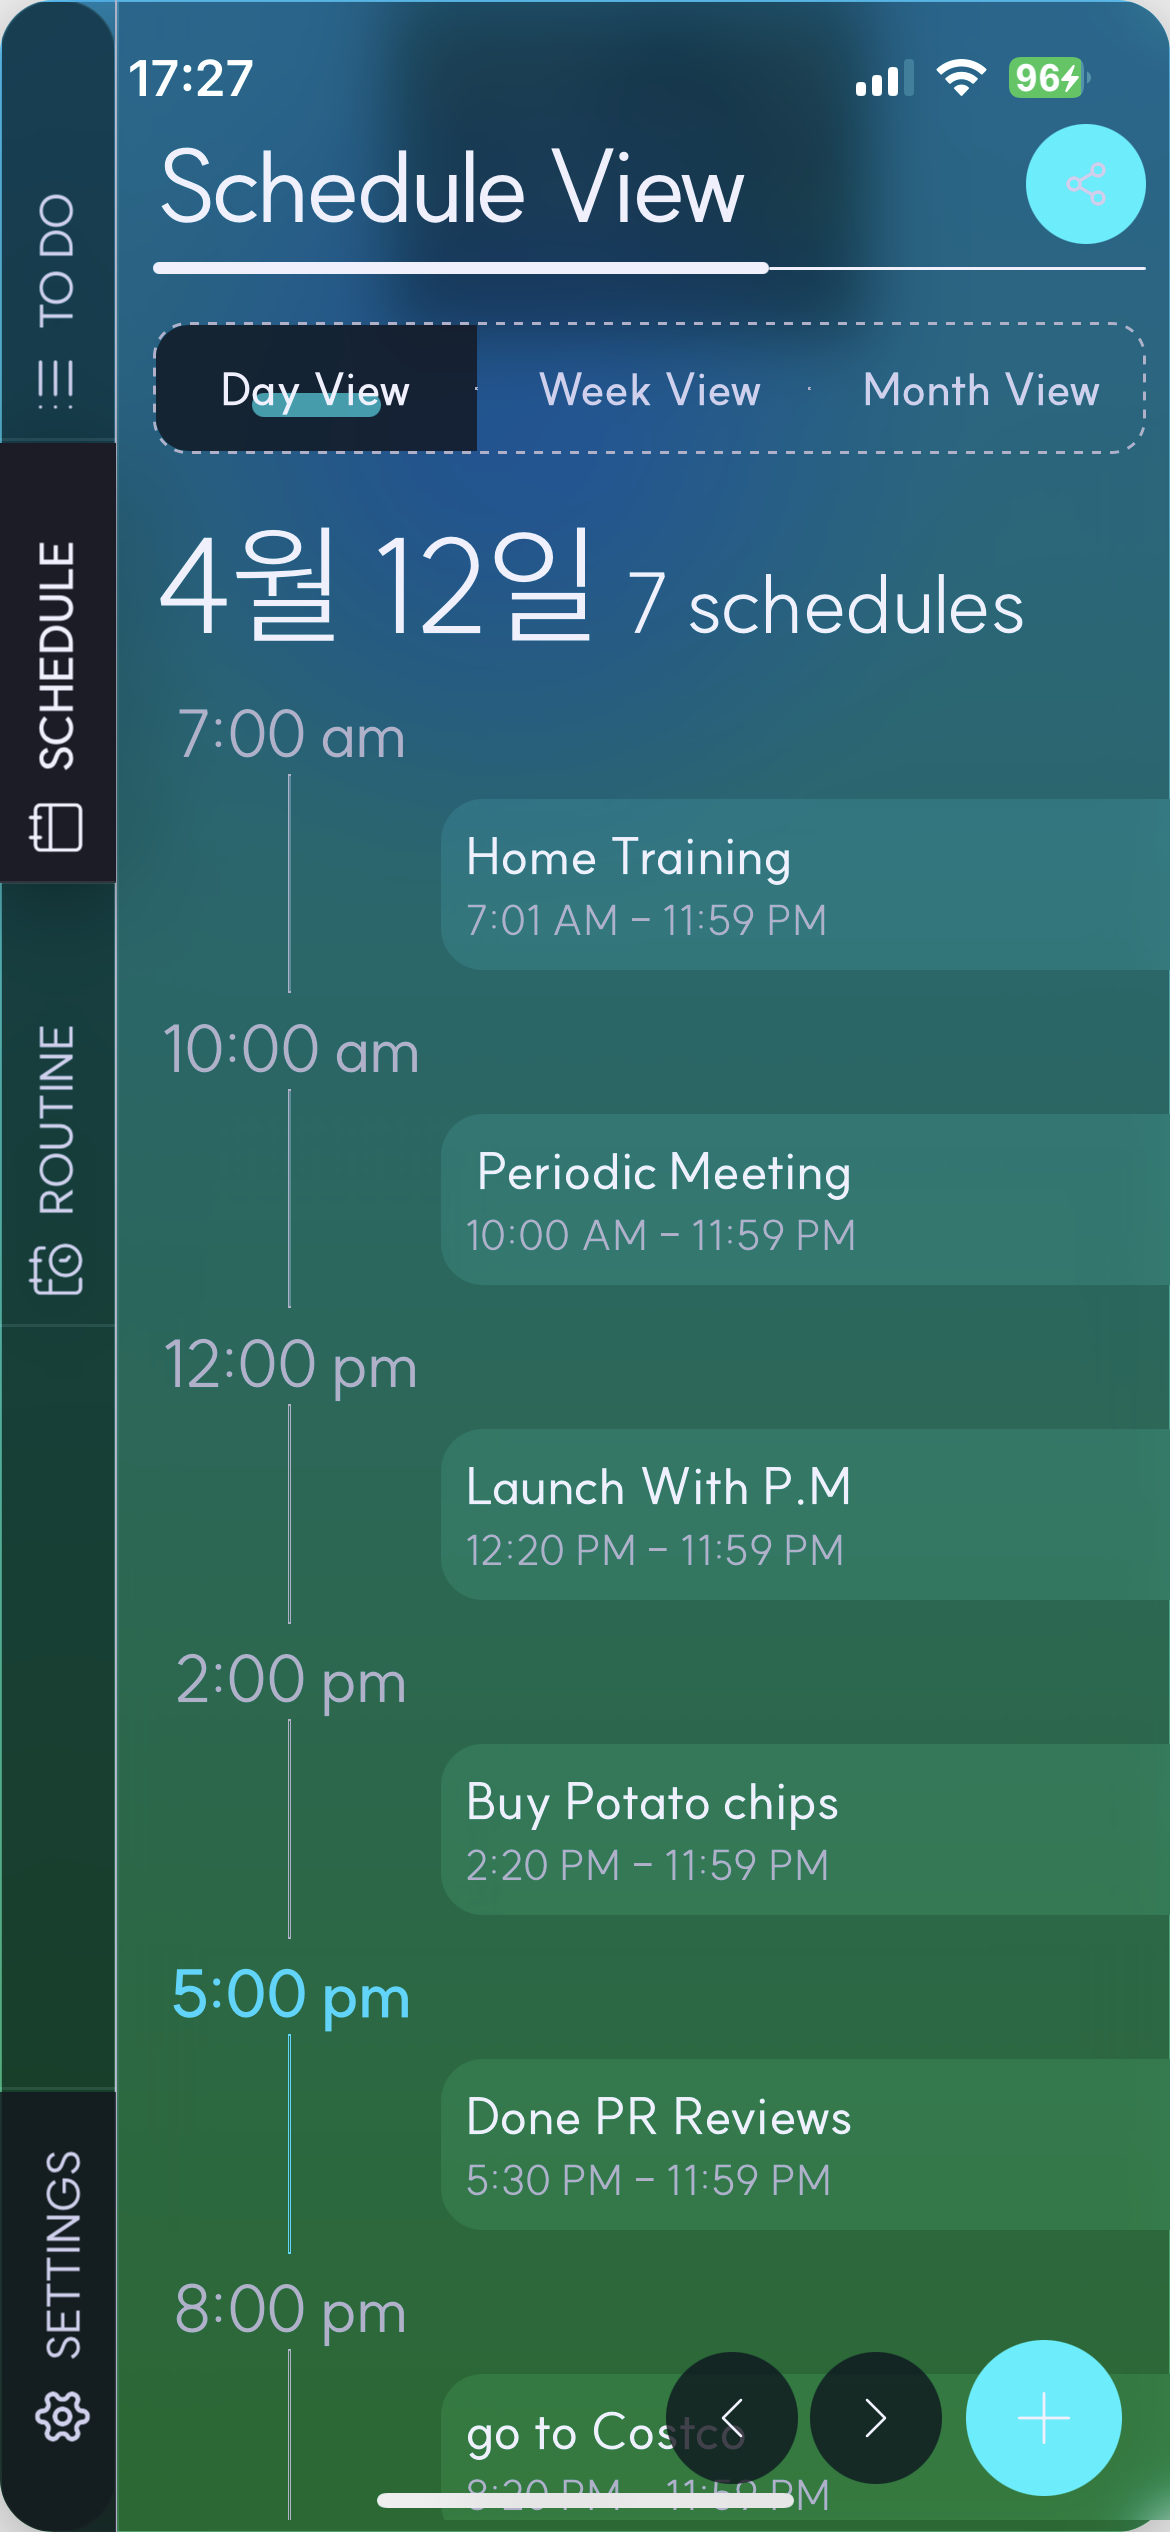 17:27
96
Schedule View
Day View
Week View
Month View
4월 12일 7 schedules
7:00 am
Home Training
7:01 AM – 11:59 PM
10:00 am
Periodic Meeting
10:00 AM – 11:59 PM
12:00 pm
Launch With P.M
12:20 PM – 11:59 PM
2:00 pm
Buy Potato chips
2:20 PM – 11:59 PM
5:00 pm
Done PR Reviews
5:30 PM – 11:59 PM
8:00 pm
go to Costco
8:20 PM – 11:59 PM
TO DO
SCHEDULE
ROUTINE
SETTINGS